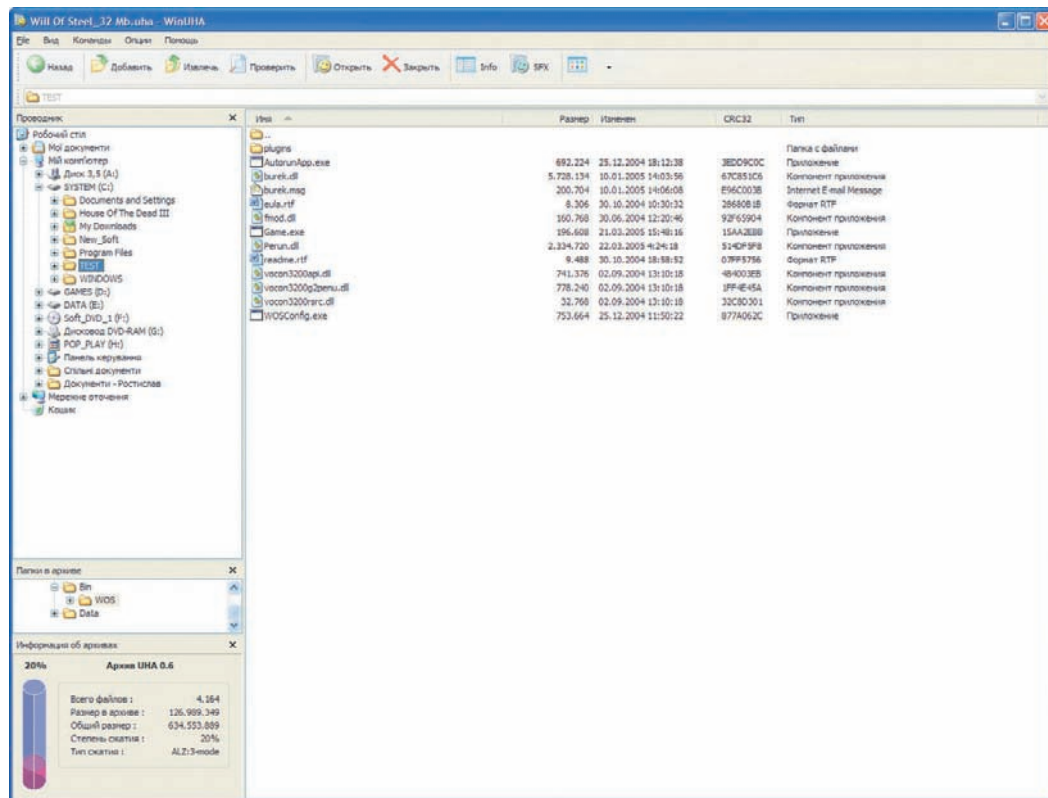 Will Of Steel_32 Mb.uha - WinUHA
File Вид Команды Опции Помощь
Назад Добавить Извлечь Проверить Открыть Закрыть Info SFX
TEST
Проводник
Робочий стіл
Мої документи
Мій комп'ютер
Диск 3,5 (A:)
SYSTEM (C:)
Documents and Settings
House Of The Dead III
My Downloads
New_Soft
Program Files
TEST
WINDOWS
GAMES (D:)
DATA (E:)
Soft_DVD_1 (F:)
Дисковод DVD-RAM (G:)
POP_PLAY (H:)
Панель керування
Спільні документи
Документи - Ростислав
Мережне оточення
Кошик
Имя Размер Изменен CRC32 Тип
..
plugins Папка с файлами
AutorunApp.exe 692.224 25.12.2004 18:12:38 3EDD9C0C Приложение
burek.dll 5.728.134 10.01.2005 14:03:56 67C851C6 Компонент приложения
burek.msg 200.704 10.01.2005 14:06:08 E96C003B Internet E-mail Message
eula.rtf 8.306 30.10.2004 10:30:32 2868081B Формат RTF
fmod.dll 160.768 30.06.2004 12:20:46 92F65904 Компонент приложения
Game.exe 196.608 21.03.2005 15:48:16 15AA2EBB Приложение
Perun.dll 2.334.720 22.03.2005 4:24:18 514DF5F8 Компонент приложения
readme.rtf 9.488 30.10.2004 18:58:52 07FF5756 Формат RTF
vocon3200api.dll 741.376 02.09.2004 13:10:18 484003EB Компонент приложения
vocon3200g2penu.dll 778.240 02.09.2004 13:10:18 1FF4E45A Компонент приложения
vocon3200rsrc.dll 32.768 02.09.2004 13:10:18 32C8D301 Компонент приложения
WOSConfig.exe 753.664 25.12.2004 11:50:22 877A062C Приложение
Папки в архиве
Bin
WOS
Data
Информация об архивах
20% Архив UHA 0.6
Всего файлов : 4.164
Размер в архиве : 126.989.349
Общий размер : 634.553.889
Степень сжатия : 20%
Тип сжатия : ALZ:3-mode